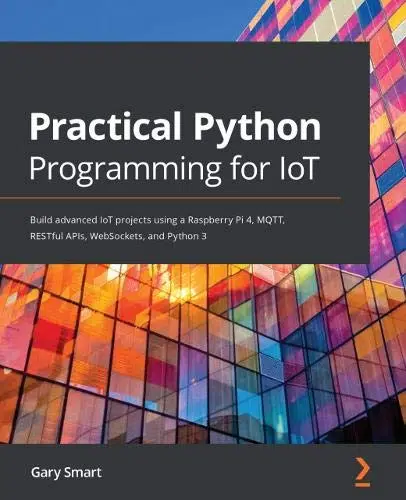 Practical Python
Programming for IoT
Build advanced IoT projects using a Raspberry Pi 4, MQTT,
RESTful APIs, WebSockets, and Python 3
Gary Smart